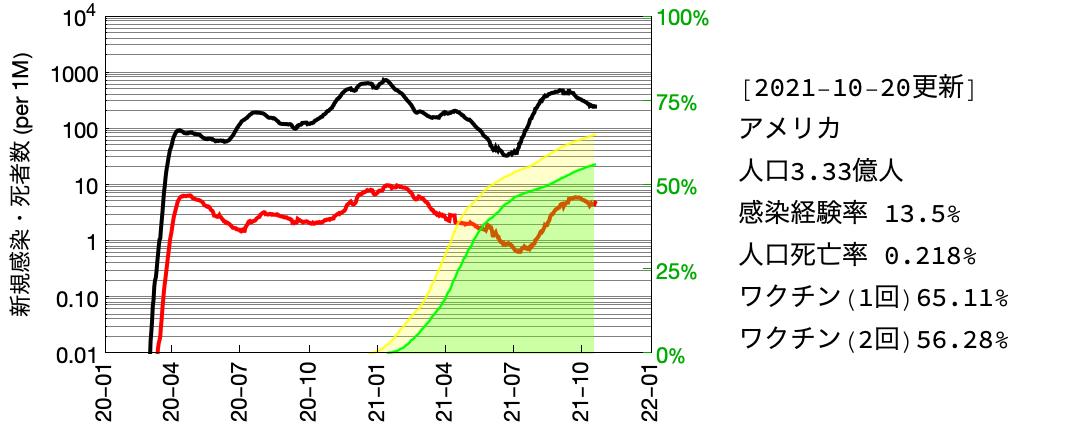 新規感染・死者数 (per 1M)
10^4
1000
100
10
1
0.10
0.01
100%
75%
50%
25%
0%
20-01
20-04
20-07
20-10
21-01
21-04
21-07
21-10
22-01
[2021-10-20更新]
アメリカ
人口3.33億人
感染経験率 13.5%
人口死亡率 0.218%
ワクチン(1回)65.11%
ワクチン(2回)56.28%